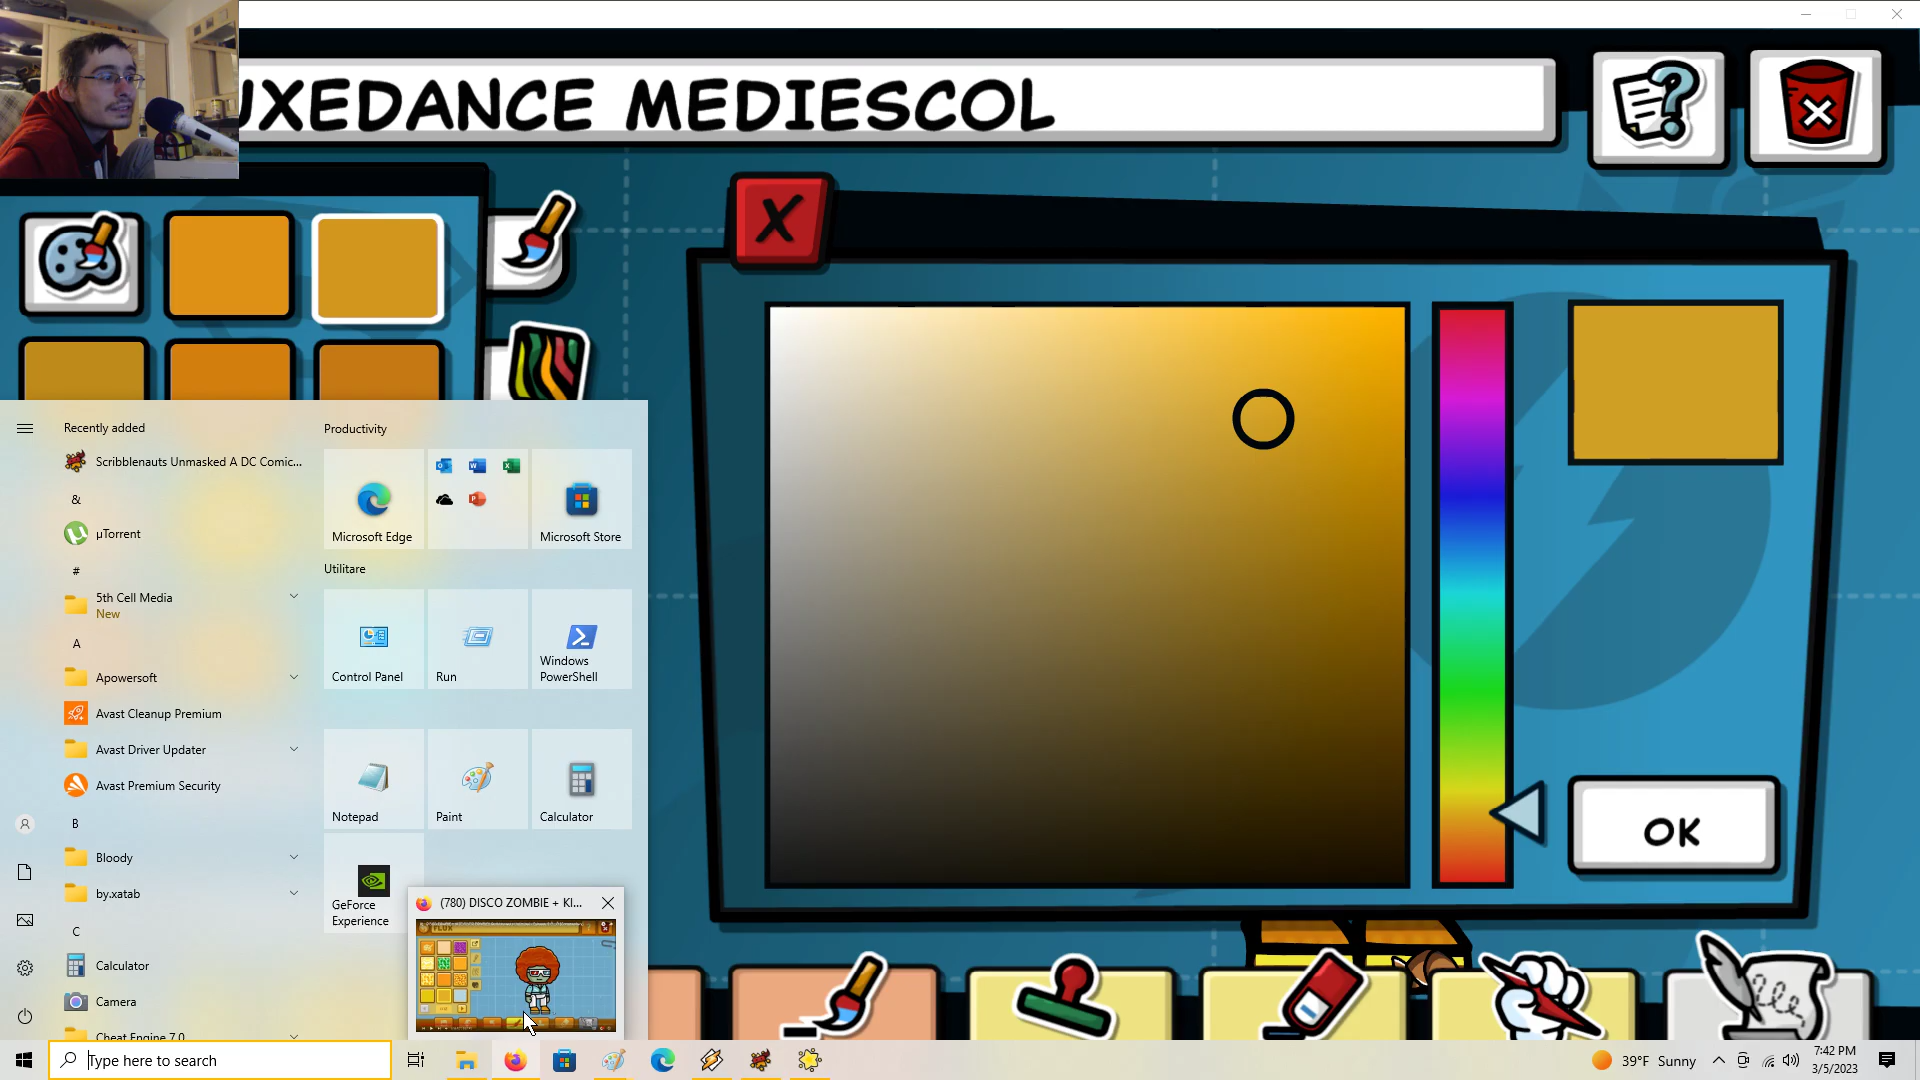 UXEDANCE MEDIESCOL
X
OK
Recently added
Scribblenauts Unmasked A DC Comic...
&
µTorrent
#
5th Cell Media
New
A
Apowersoft
Avast Cleanup Premium
Avast Driver Updater
Avast Premium Security
B
Bloody
by.xatab
C
Calculator
Camera
Cheat Engine 7.0
Productivity
Microsoft Edge
Microsoft Store
Utilitare
Control Panel
Run
Windows PowerShell
Notepad
Paint
Calculator
GeForce Experience
(780) DISCO ZOMBIE + KI...
FLUX
Type here to search
39°F Sunny
7:42 PM
3/5/2023